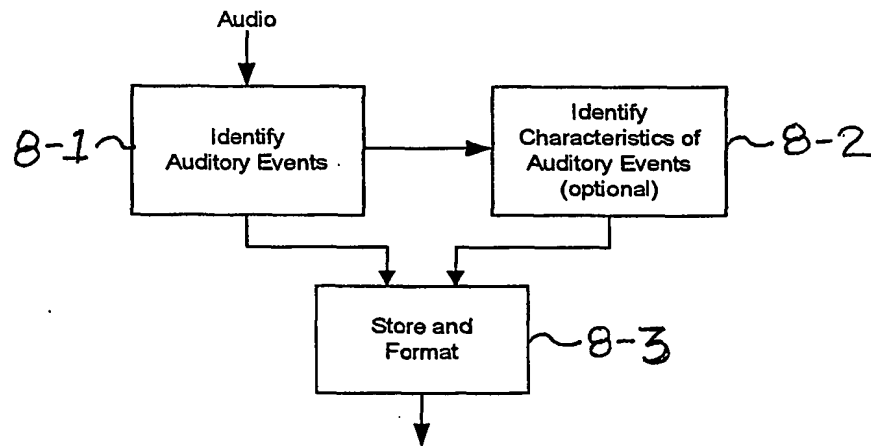 Audio
8-1
Identify
Auditory Events
Identify
Characteristics of
Auditory Events
(optional)
8-2
Store and
Format
8-3